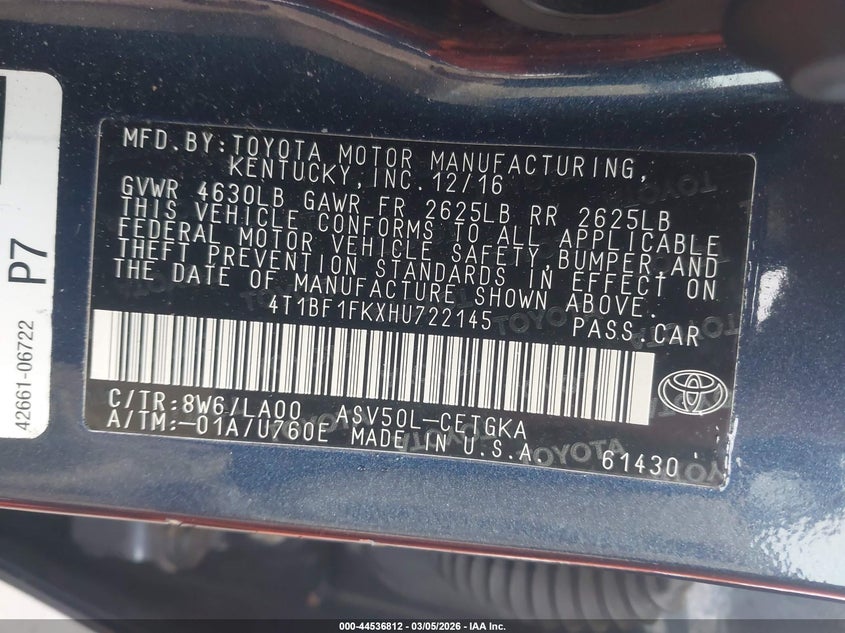 MFD.BY:TOYOTA MOTOR MANUFACTURING,
KENTUCKY,INC.12/16
GVWR 4630LB GAWR FR 2625LB RR 2625LB
THIS VEHICLE CONFORMS TO ALL APPLICABLE
FEDERAL MOTOR VEHICLE SAFETY,BUMPER,AND
THEFT PREVENTION STANDARDS IN EFFECT ON
THE DATE OF MANUFACTURE SHOWN ABOVE.
4T1BF1FKXHU722145 PASS.CAR
C/TR:8W6/LA00 ASV50L-CETGKA
A/TM:-01A/U760E MADE IN U.S.A. 61430
42661-06722 P7
TOYOTA
TOYOTA
000-44536812 - 03/05/2026 - IAA Inc.